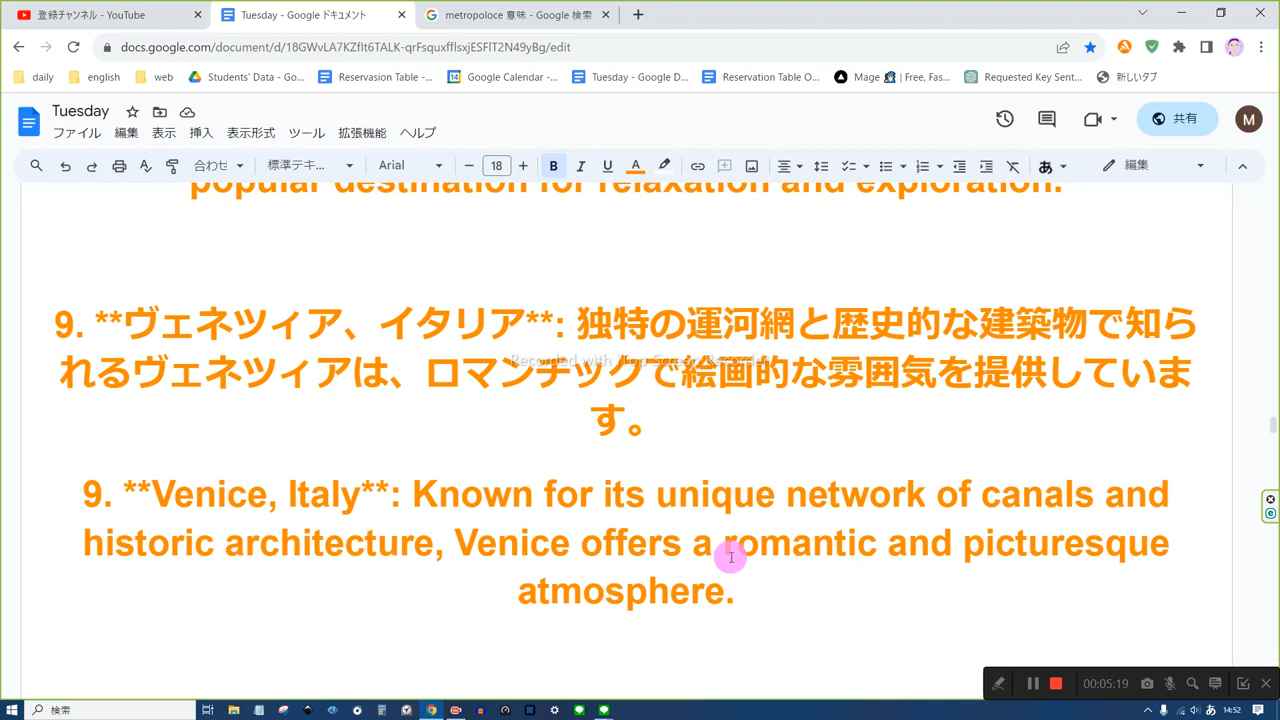 登録チャンネル - YouTube
Tuesday - Google ドキュメント
metropoloce 意味 - Google 検索
docs.google.com/document/d/18GWvLA7KZfIt6TALK-qrFsquxffIsxjESFIT2N49yBg/edit
daily
english
web
Students' Data - Go...
Reservasion Table -...
Google Calendar -...
Tuesday - Google D...
Reservation Table O...
Mage | Free, Fas...
Requested Key Sent...
新しいタブ
Tuesday
ファイル 編集 表示 挿入 表示形式 ツール 拡張機能 ヘルプ
共有
M
合わせ
標準テキ...
Arial
18
B I U A
あ
編集
popular destination for relaxation and exploration.
9. **ヴェネツィア、イタリア**: 独特の運河網と歴史的な建築物で知ら
れるヴェネツィアは、ロマンチックで絵画的な雰囲気を提供していま
す。
Recorded with Trop Screen Recorder
9. **Venice, Italy**: Known for its unique network of canals and
historic architecture, Venice offers a romantic and picturesque
atmosphere.
00:05:19
検索
あ
14:52